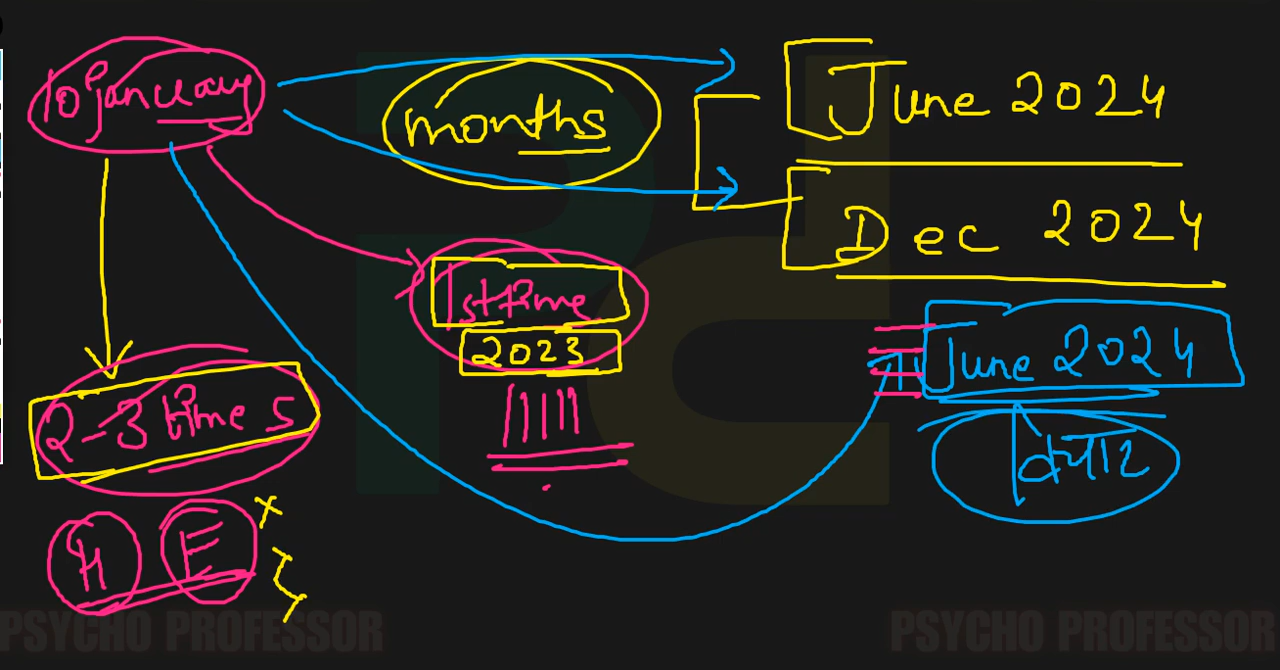 10 January
months
June 2024
Dec 2024
1st time
2023
June 2024
2-3 times
H E
PSYCHO PROFESSOR
PSYCHO PROFESSOR